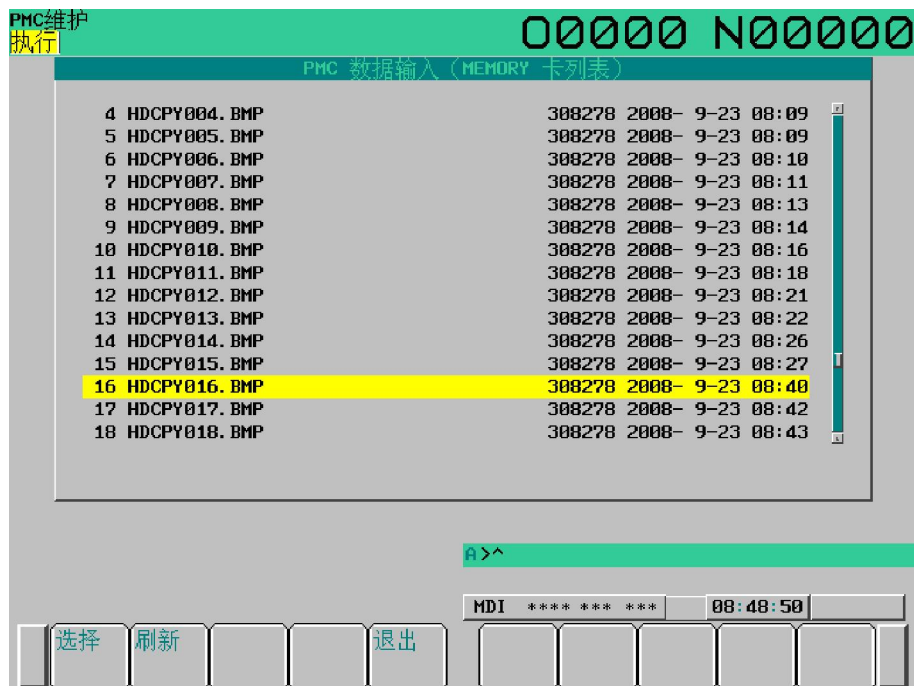 PMC维护
执行
O0000 N00000
PMC 数据输入（MEMORY 卡列表）
4 HDCPY004.BMP 308278 2008- 9-23 08:09
5 HDCPY005.BMP 308278 2008- 9-23 08:09
6 HDCPY006.BMP 308278 2008- 9-23 08:10
7 HDCPY007.BMP 308278 2008- 9-23 08:11
8 HDCPY008.BMP 308278 2008- 9-23 08:13
9 HDCPY009.BMP 308278 2008- 9-23 08:14
10 HDCPY010.BMP 308278 2008- 9-23 08:16
11 HDCPY011.BMP 308278 2008- 9-23 08:18
12 HDCPY012.BMP 308278 2008- 9-23 08:21
13 HDCPY013.BMP 308278 2008- 9-23 08:22
14 HDCPY014.BMP 308278 2008- 9-23 08:26
15 HDCPY015.BMP 308278 2008- 9-23 08:27
16 HDCPY016.BMP 308278 2008- 9-23 08:40
17 HDCPY017.BMP 308278 2008- 9-23 08:42
18 HDCPY018.BMP 308278 2008- 9-23 08:43
A>^
MDI **** *** *** 08:48:50
选择 刷新 退出